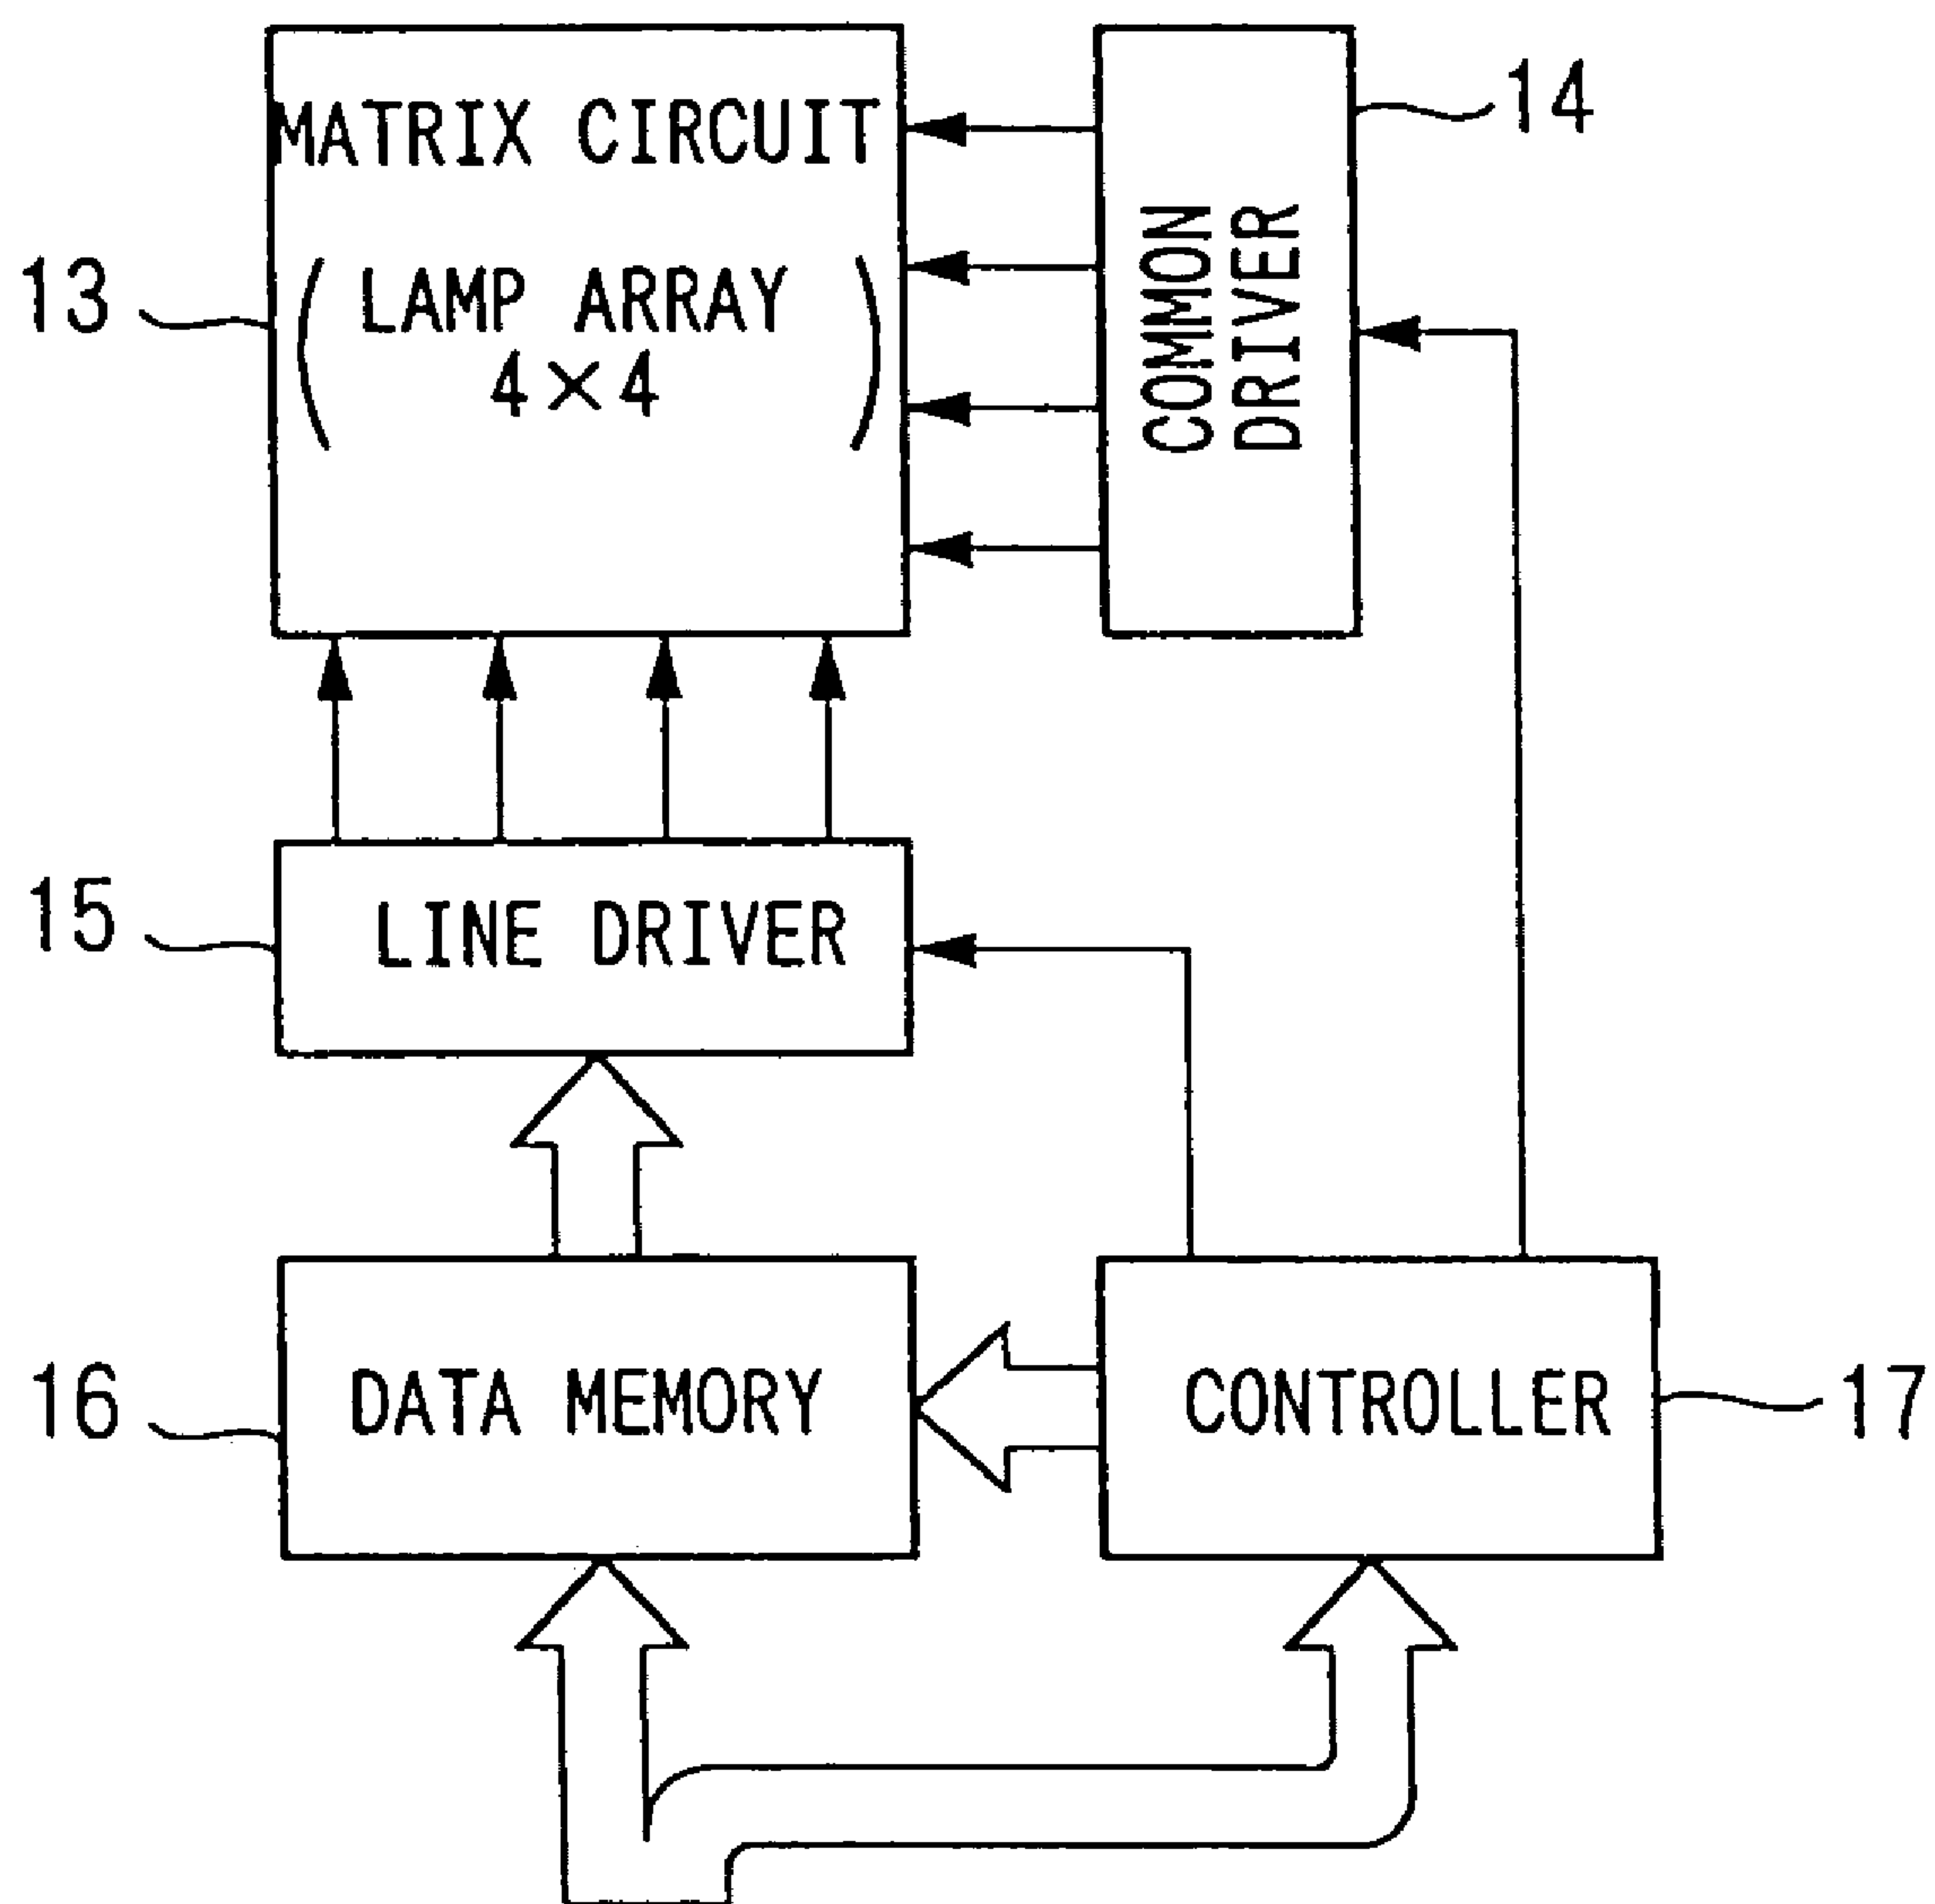 MATRIX CIRCUIT
( LAMP ARRAY )
4×4
13
COMMON
DRIVER
14
LINE DRIVER
15
DATA MEMORY
16
CONTROLLER
17